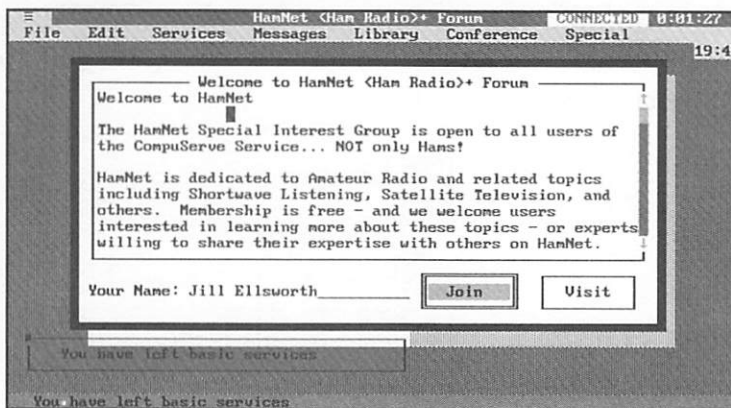 ≡ HamNet <Ham Radio>+ Forum CONNECTED 0:01:27
File Edit Services Messages Library Conference Special
19:4
Welcome to HamNet <Ham Radio>+ Forum
Welcome to HamNet
The HamNet Special Interest Group is open to all users of
the CompuServe Service... NOT only Hams!
HamNet is dedicated to Amateur Radio and related topics
including Shortwave Listening, Satellite Television, and
others. Membership is free - and we welcome users
interested in learning more about these topics - or experts
willing to share their expertise with others on HamNet.
Your Name: Jill Ellsworth Join Visit
You have left basic services
You have left basic services